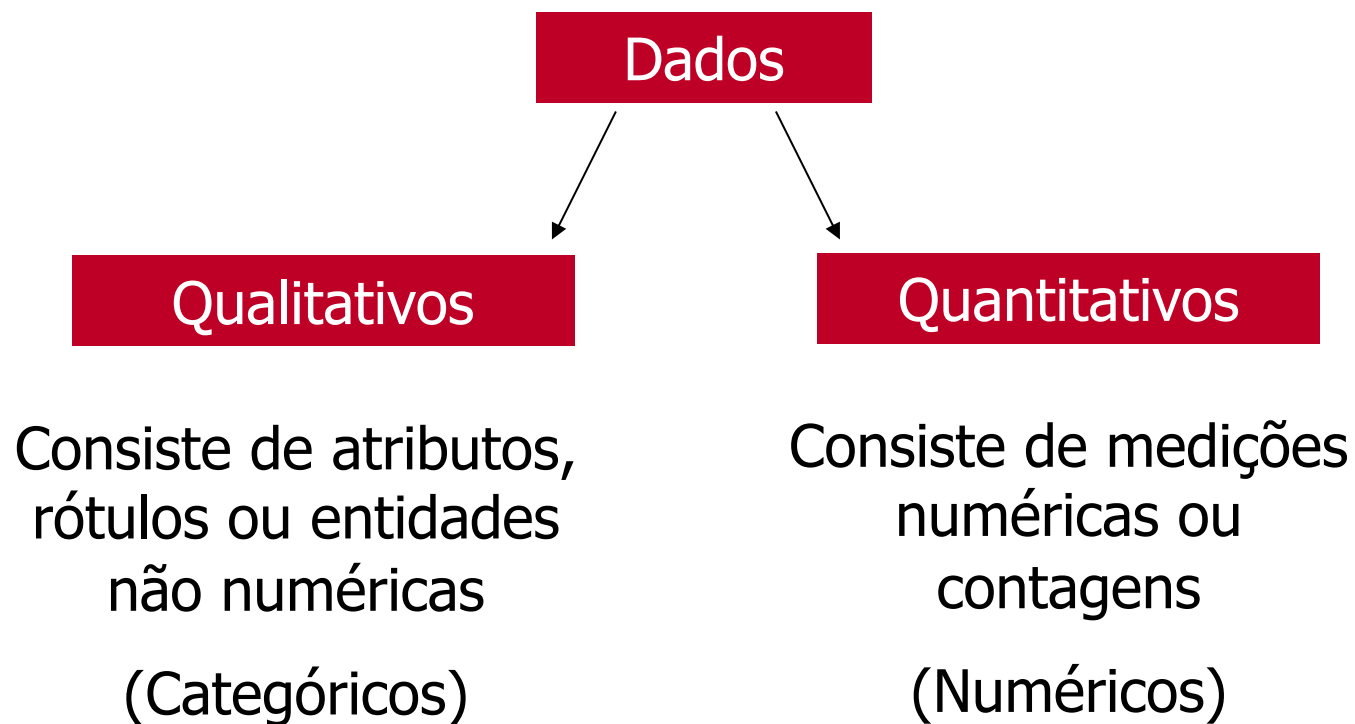 Dados
Qualitativos
Quantitativos
Consiste de atributos,
rótulos ou entidades
não numéricas
(Categóricos)
Consiste de medições
numéricas ou
contagens
(Numéricos)